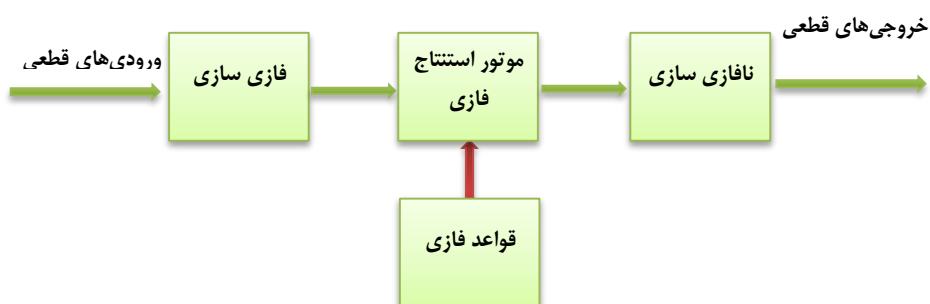 ورودی‌های قطعی
فازی سازی
موتور استنتاج
فازی
نافازی سازی
خروجی‌های قطعی
قواعد فازی